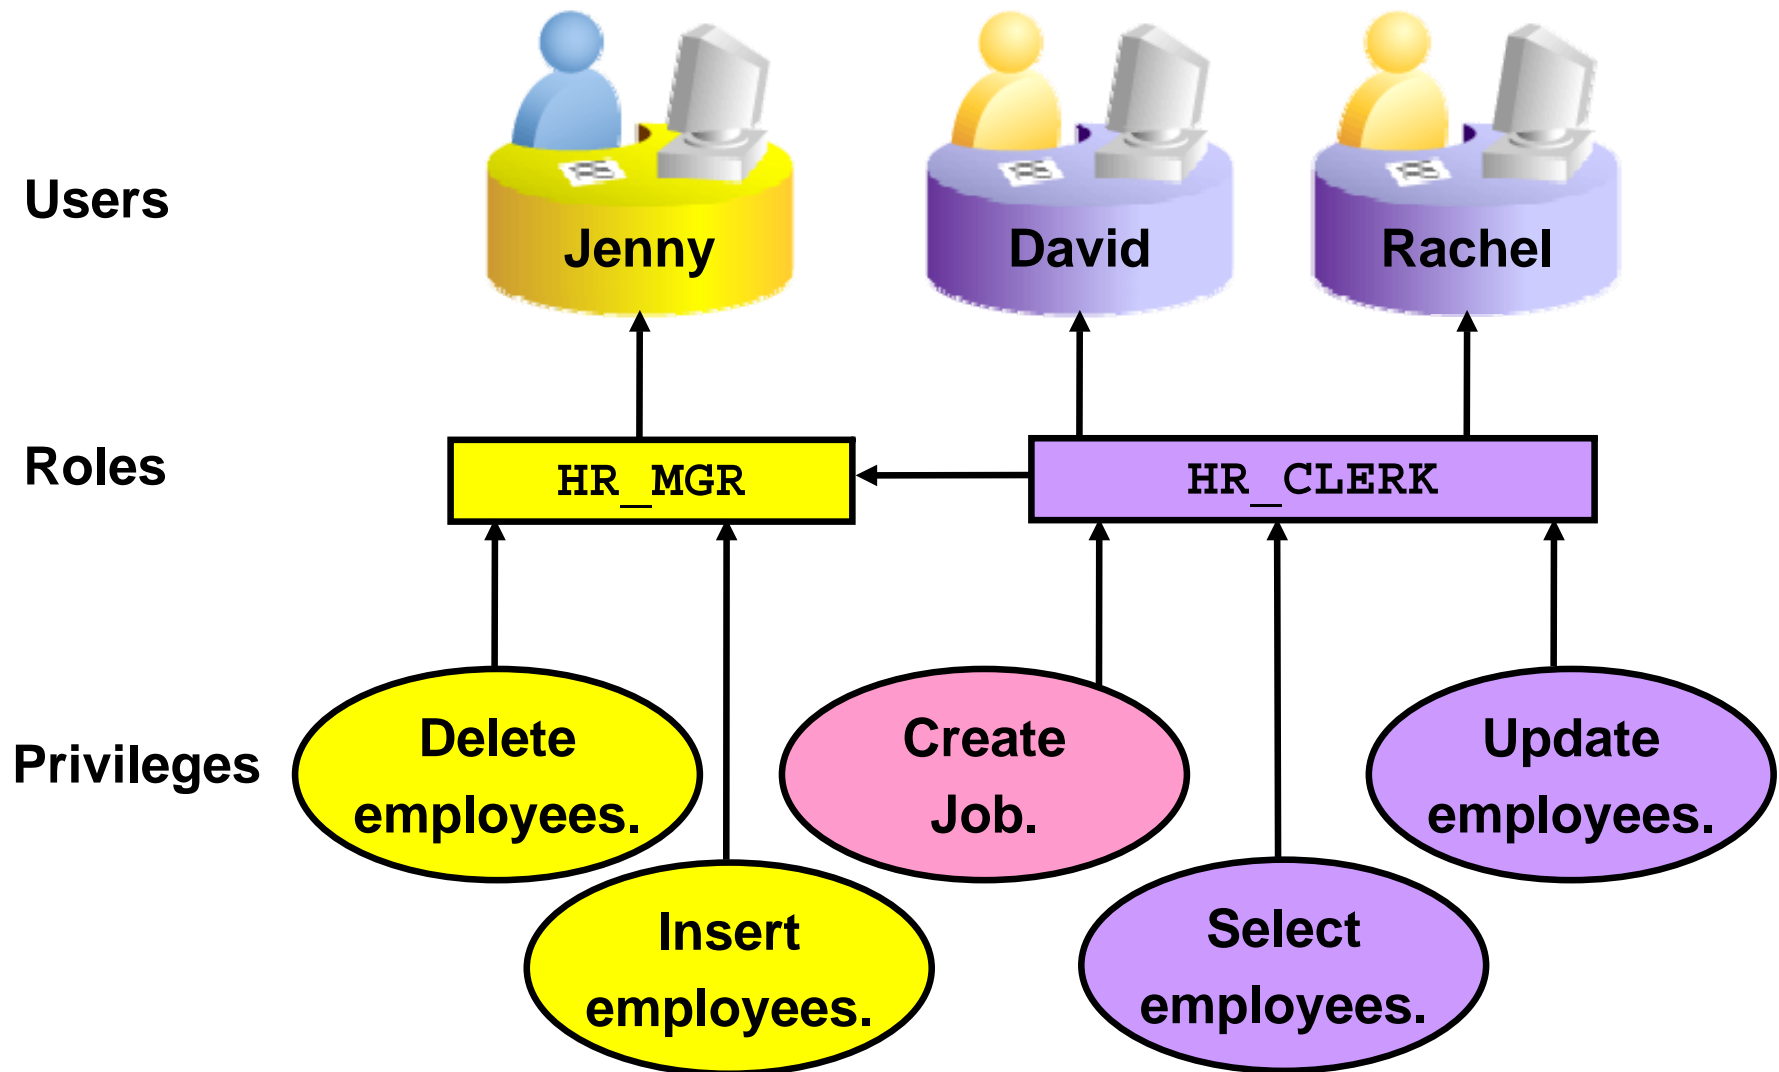 Users
Jenny
David
Rachel
Roles
HR_MGR
HR_CLERK
Privileges
Delete
employees.
Create
Job.
Update
employees.
Insert
employees.
Select
employees.